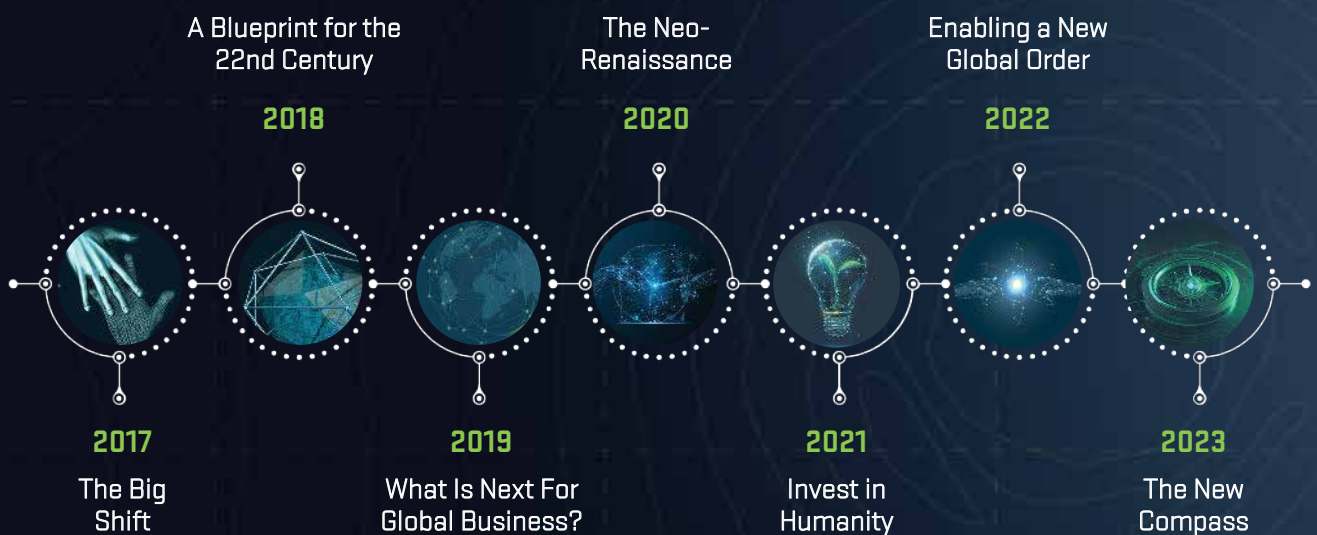 A Blueprint for the
22nd Century
2018
The Neo-
Renaissance
2020
Enabling a New
Global Order
2022
2017
The Big
Shift
2019
What Is Next For
Global Business?
2021
Invest in
Humanity
2023
The New
Compass